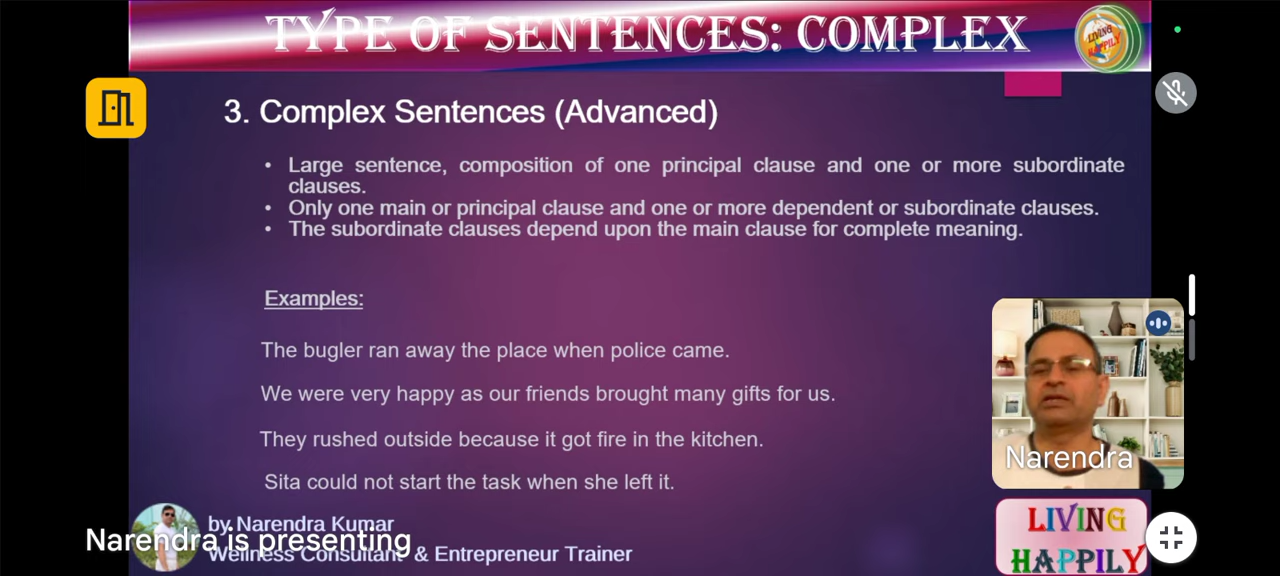 TYPE OF SENTENCES: COMPLEX
LIVING
HAPPILY
3. Complex Sentences (Advanced)
• Large sentence, composition of one principal clause and one or more subordinate
clauses.
• Only one main or principal clause and one or more dependent or subordinate clauses.
• The subordinate clauses depend upon the main clause for complete meaning.
Examples:
The bugler ran away the place when police came.
We were very happy as our friends brought many gifts for us.
They rushed outside because it got fire in the kitchen.
Narendra
Sita could not start the task when she left it.
by Narendra Kumar
Narendra is presenting
Wellness Consultant & Entrepreneur Trainer
LIVING
HAPPILY